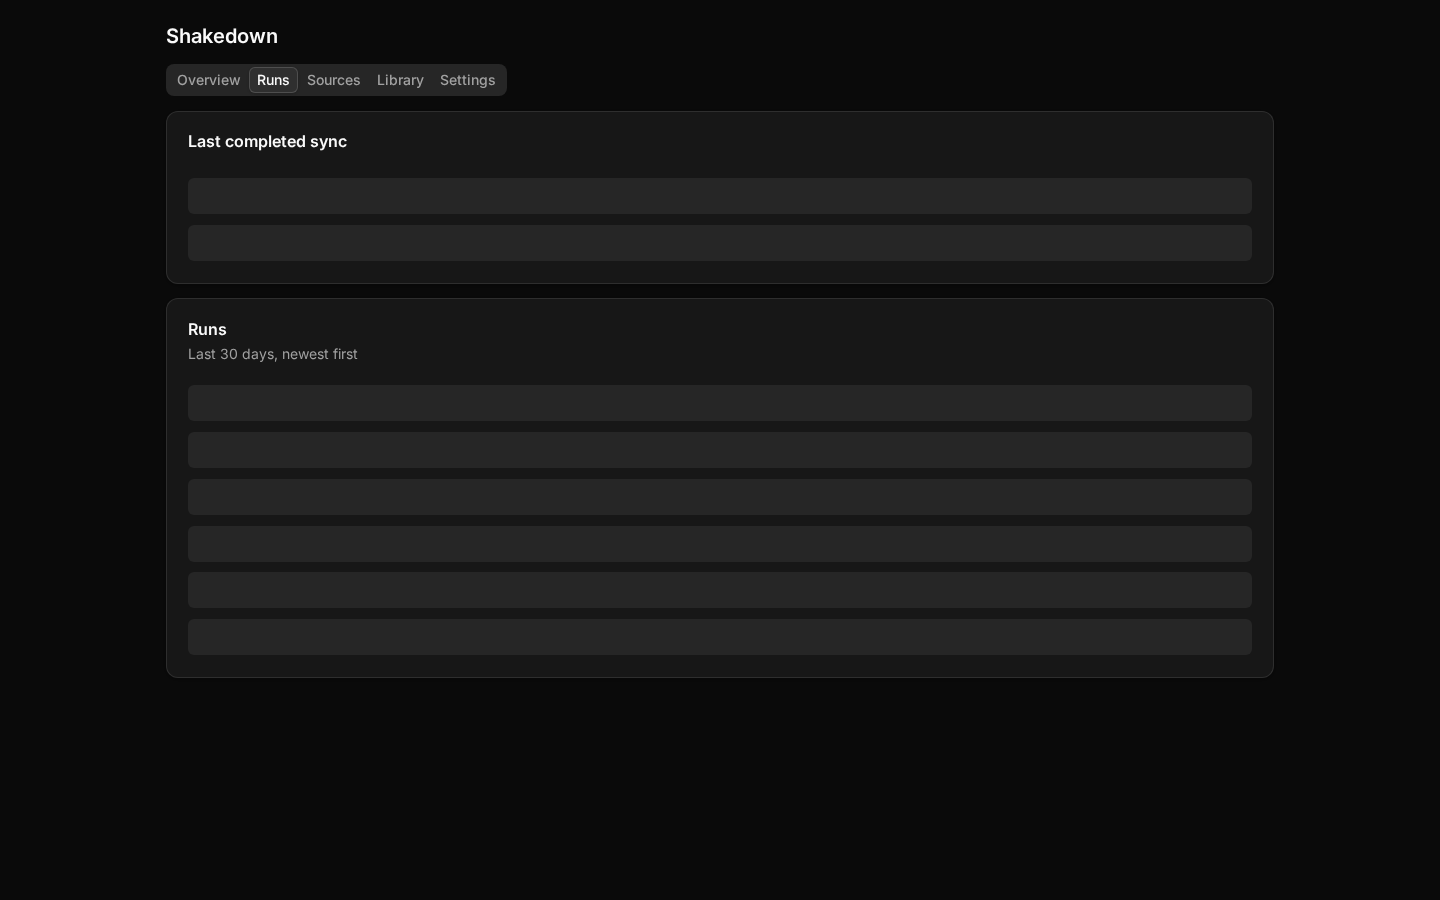 Shakedown
Overview Runs Sources Library Settings
Last completed sync
Runs
Last 30 days, newest first